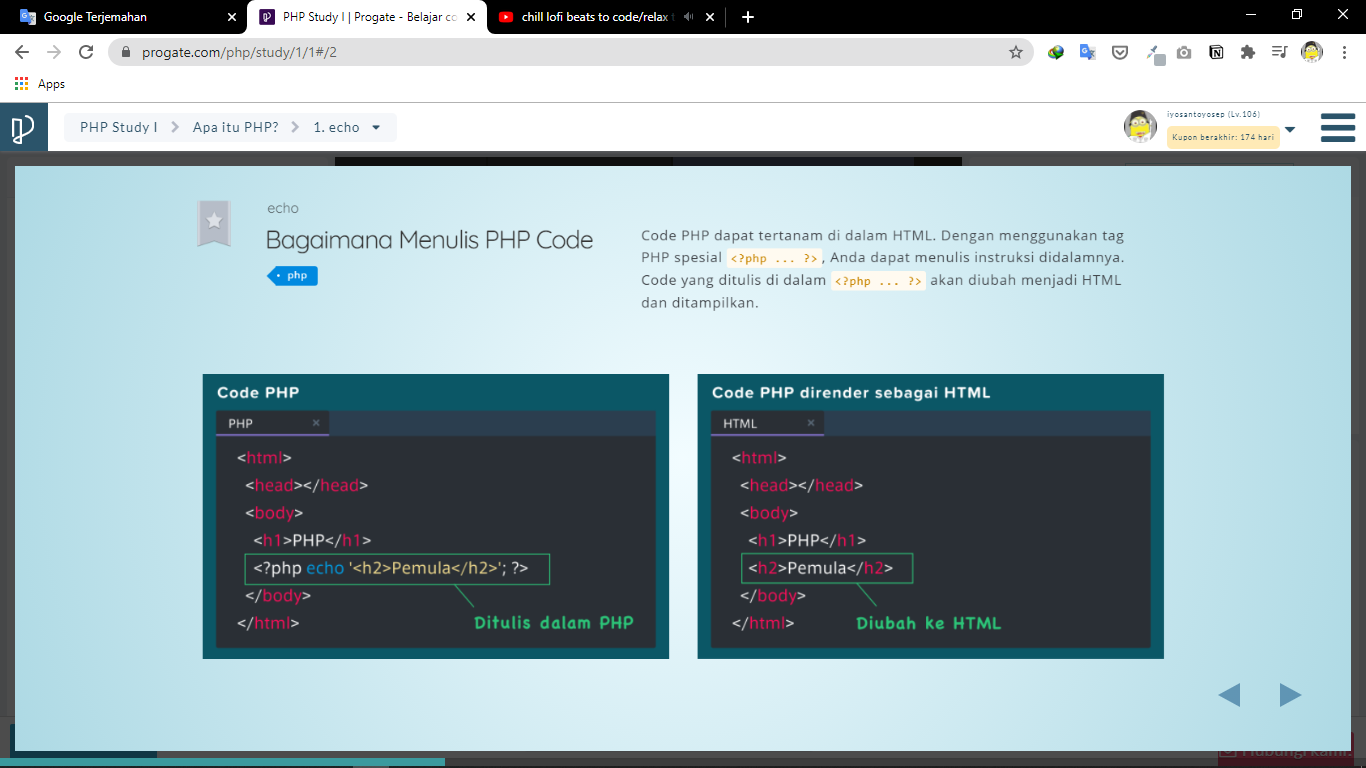 Google Terjemahan
PHP Study I | Progate - Belajar co
chill lofi beats to code/relax t
progate.com/php/study/1/1#/2
Apps
PHP Study I
Apa itu PHP?
1. echo
iyosantoyosep (Lv.106)
Kupon berakhir: 174 hari
echo
Bagaimana Menulis PHP Code
php
Code PHP dapat tertanam di dalam HTML. Dengan menggunakan tag
PHP spesial <?php ... ?>, Anda dapat menulis instruksi didalamnya.
Code yang ditulis di dalam <?php ... ?> akan diubah menjadi HTML
dan ditampilkan.
Code PHP
PHP
<html>
<head></head>
<body>
<h1>PHP</h1>
<?php echo '<h2>Pemula</h2>'; ?>
</body>
</html>
Ditulis dalam PHP
Code PHP dirender sebagai HTML
HTML
<html>
<head></head>
<body>
<h1>PHP</h1>
<h2>Pemula</h2>
</body>
</html>
Diubah ke HTML
Hubungi kami.